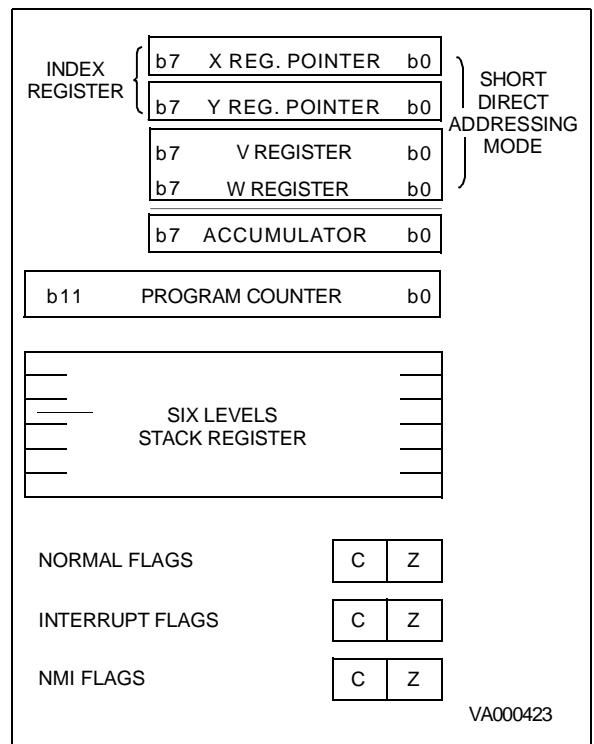 INDEX
REGISTER
b7 X REG. POINTER b0
b7 Y REG. POINTER b0
b7 V REGISTER b0
b7 W REGISTER b0
SHORT
DIRECT
ADDRESSING
MODE
b7 ACCUMULATOR b0
b11 PROGRAM COUNTER b0
SIX LEVELS
STACK REGISTER
NORMAL FLAGS C Z
INTERRUPT FLAGS C Z
NMI FLAGS C Z
VA000423